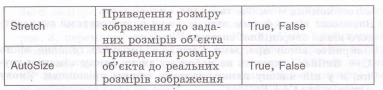 Stretch
Приведення розміру
зображення до зада-
них розмірів об'єкта
True, False
AutoSize
Приведення розміру
об'єкта до реальних
розмірів зображення
True, False